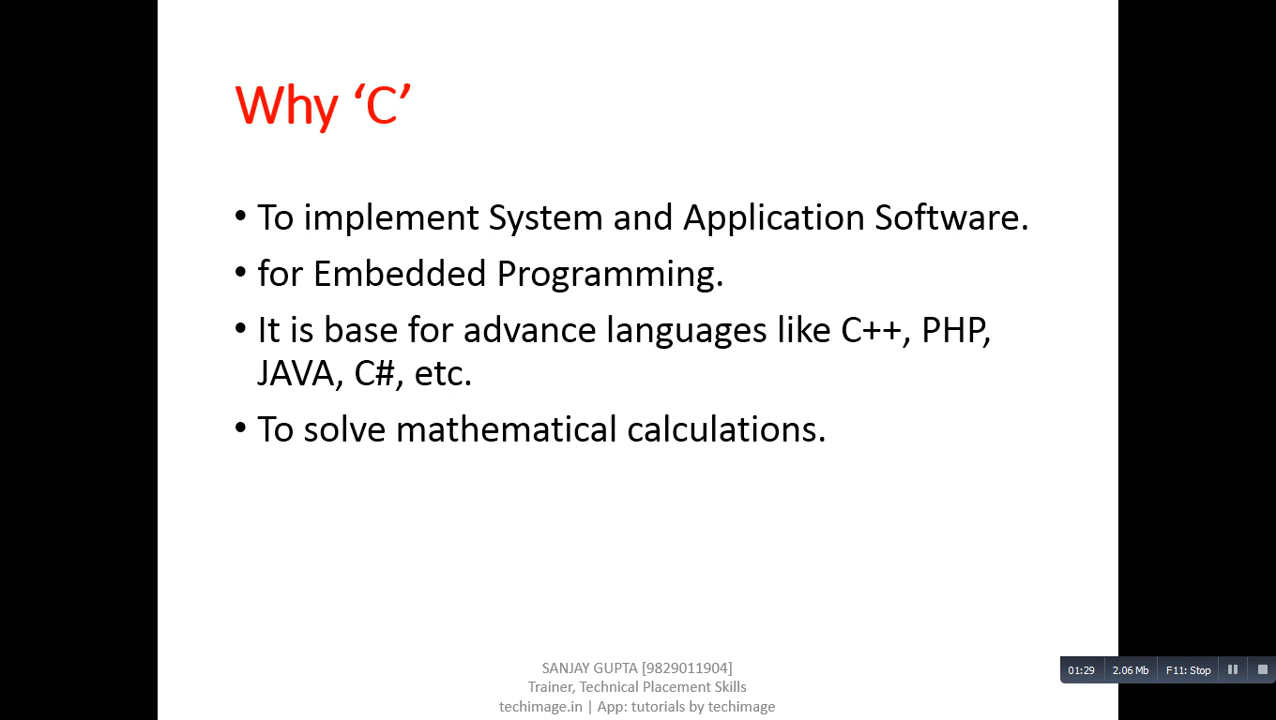 Why ‘C’
• To implement System and Application Software.
• for Embedded Programming.
• It is base for advance languages like C++, PHP,
JAVA, C#, etc.
• To solve mathematical calculations.
SANJAY GUPTA [9829011904]
Trainer, Technical Placement Skills
techimage.in | App: tutorials by techimage
01:29 2.06 Mb F11: Stop